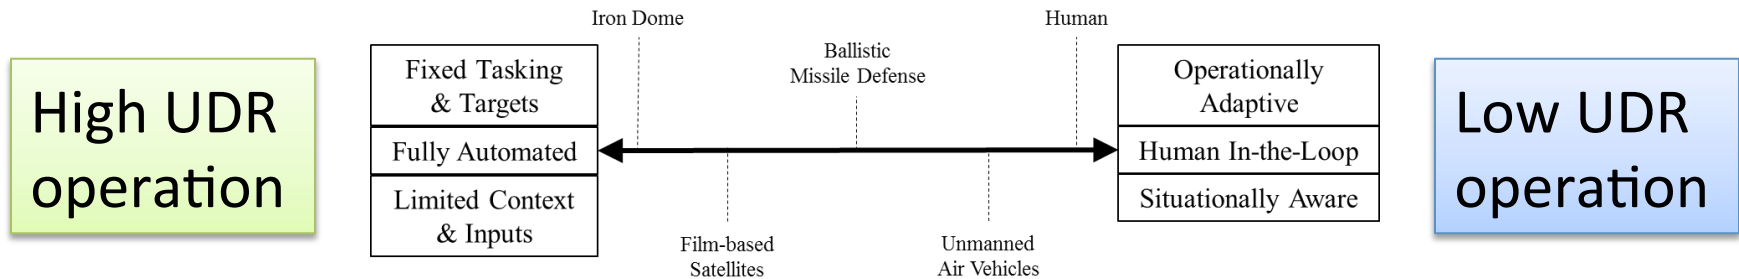 High UDR
operation
Fixed Tasking
& Targets
Fully Automated
Limited Context
& Inputs
Iron Dome
Film-based
Satellites
Ballistic
Missile Defense
Unmanned
Air Vehicles
Human
Operationally
Adaptive
Human In-the-Loop
Situationally Aware
Low UDR
operation